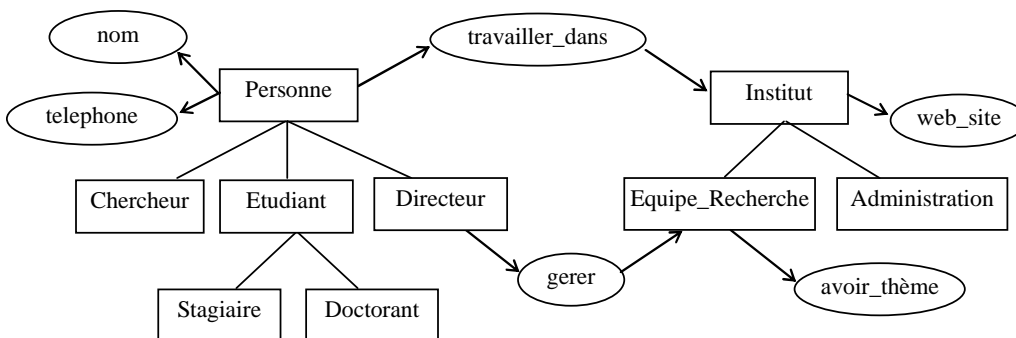 nom
travailler_dans
Personne
Institut
telephone
web_site
Chercheur
Etudiant
Directeur
Equipe_Recherche
Administration
gerer
avoir_thème
Stagiaire
Doctorant